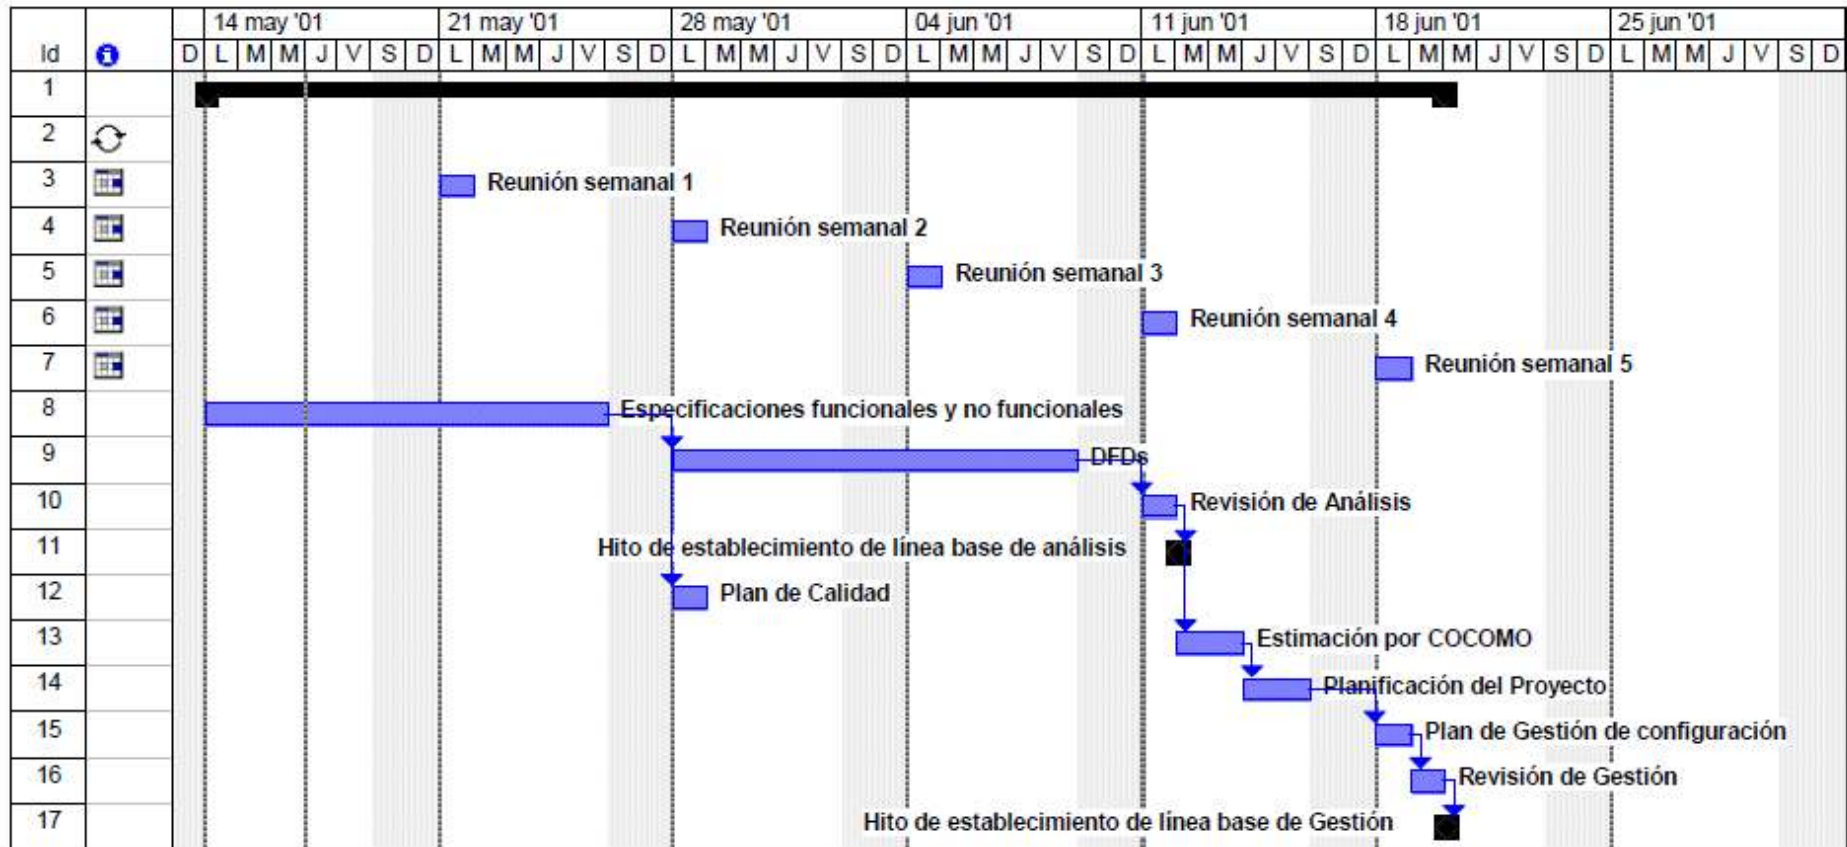 14 may '01 21 may '01 28 may '01 04 jun '01 11 jun '01 18 jun '01 25 jun '01
Id D L M M J V S D L M M J V S D L M M J V S D L M M J V S D L M M J V S D L M M J V S D L M M J V S D
1
2
3 Reunión semanal 1
4 Reunión semanal 2
5 Reunión semanal 3
6 Reunión semanal 4
7 Reunión semanal 5
8 Especificaciones funcionales y no funcionales
9 DFDs
10 Revisión de Análisis
11 Hito de establecimiento de línea base de análisis
12 Plan de Calidad
13 Estimación por COCOMO
14 Planificación del Proyecto
15 Plan de Gestión de configuración
16 Revisión de Gestión
17 Hito de establecimiento de línea base de Gestión